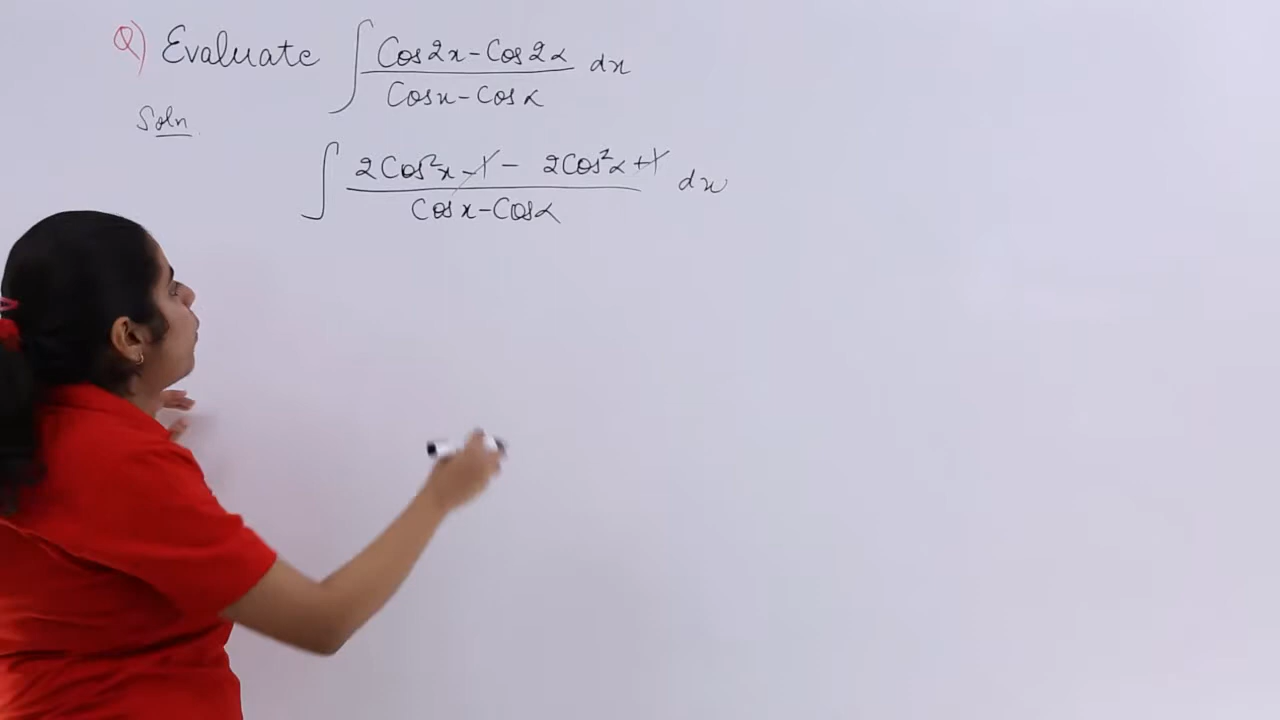 Q) Evaluate ∫ (Cos2x - Cos2α)/(Cosx - Cosα) dx
Soln
∫ (2Cos²x - 1 - 2Cos²α + 1)/(Cosx - Cosα) dx